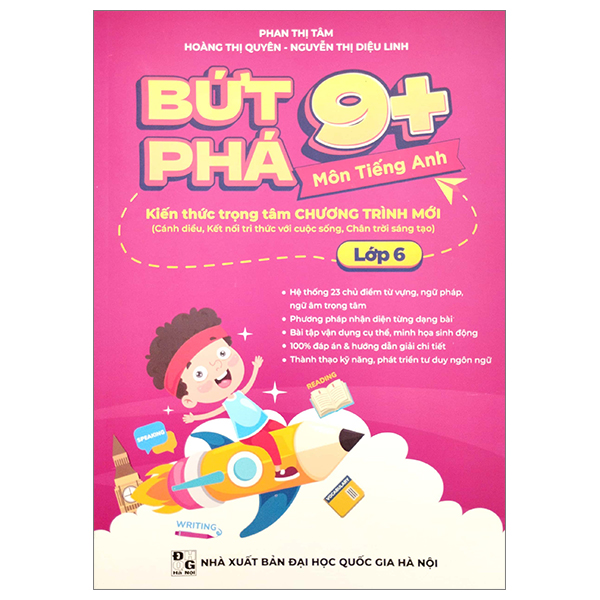 PHAN THỊ TÂM
HOÀNG THỊ QUYÊN - NGUYỄN THỊ DIỆU LINH
BỨT PHÁ 9+
Môn Tiếng Anh
Kiến thức trọng tâm CHƯƠNG TRÌNH MỚI
(Cánh diều, Kết nối tri thức với cuộc sống, Chân trời sáng tạo)
Lớp 6
• Hệ thống 23 chủ điểm từ vựng, ngữ pháp,
ngữ âm trọng tâm
• Phương pháp nhận diện từng dạng bài
• Bài tập vận dụng cụ thể, minh họa sinh động
• 100% đáp án & hướng dẫn giải chi tiết
• Thành thạo kỹ năng, phát triển tư duy ngôn ngữ
READING
SPEAKING
VOCABULARY
WRITING
ĐHQG
Hà Nội
NHÀ XUẤT BẢN ĐẠI HỌC QUỐC GIA HÀ NỘI